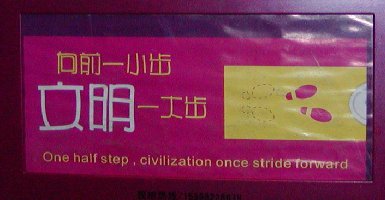 向前一小步
文明一大步
One half step , civilization once stride forward